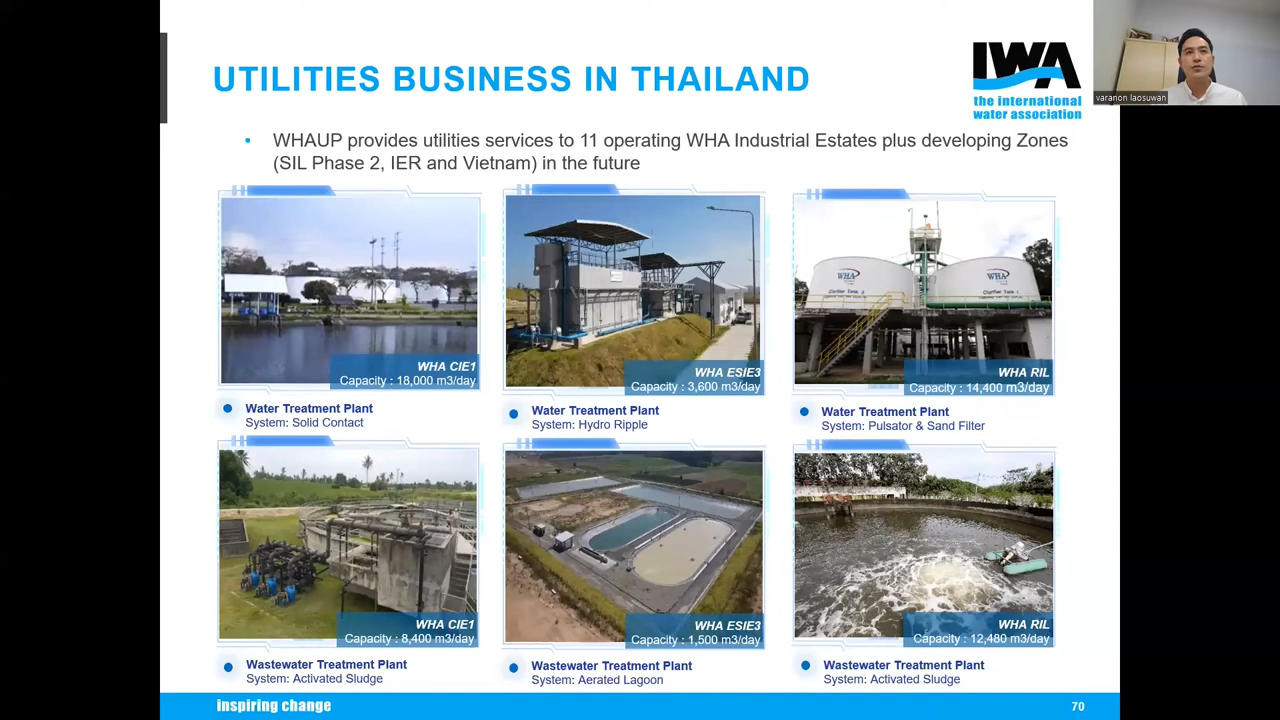 UTILITIES BUSINESS IN THAILAND
IWA
the international
water association
varanon laosuwan
• WHAUP provides utilities services to 11 operating WHA Industrial Estates plus developing Zones
(SIL Phase 2, IER and Vietnam) in the future
WHA CIE1
Capacity : 18,000 m3/day
Water Treatment Plant
System: Solid Contact
WHA ESIE3
Capacity : 3,600 m3/day
Water Treatment Plant
System: Hydro Ripple
WHA
WHA
WHA RIL
Capacity : 14,400 m3/day
Water Treatment Plant
System: Pulsator & Sand Filter
WHA CIE1
Capacity : 8,400 m3/day
Wastewater Treatment Plant
System: Activated Sludge
WHA ESIE3
Capacity : 1,500 m3/day
Wastewater Treatment Plant
System: Aerated Lagoon
WHA RIL
Capacity : 12,480 m3/day
Wastewater Treatment Plant
System: Activated Sludge
inspiring change
70